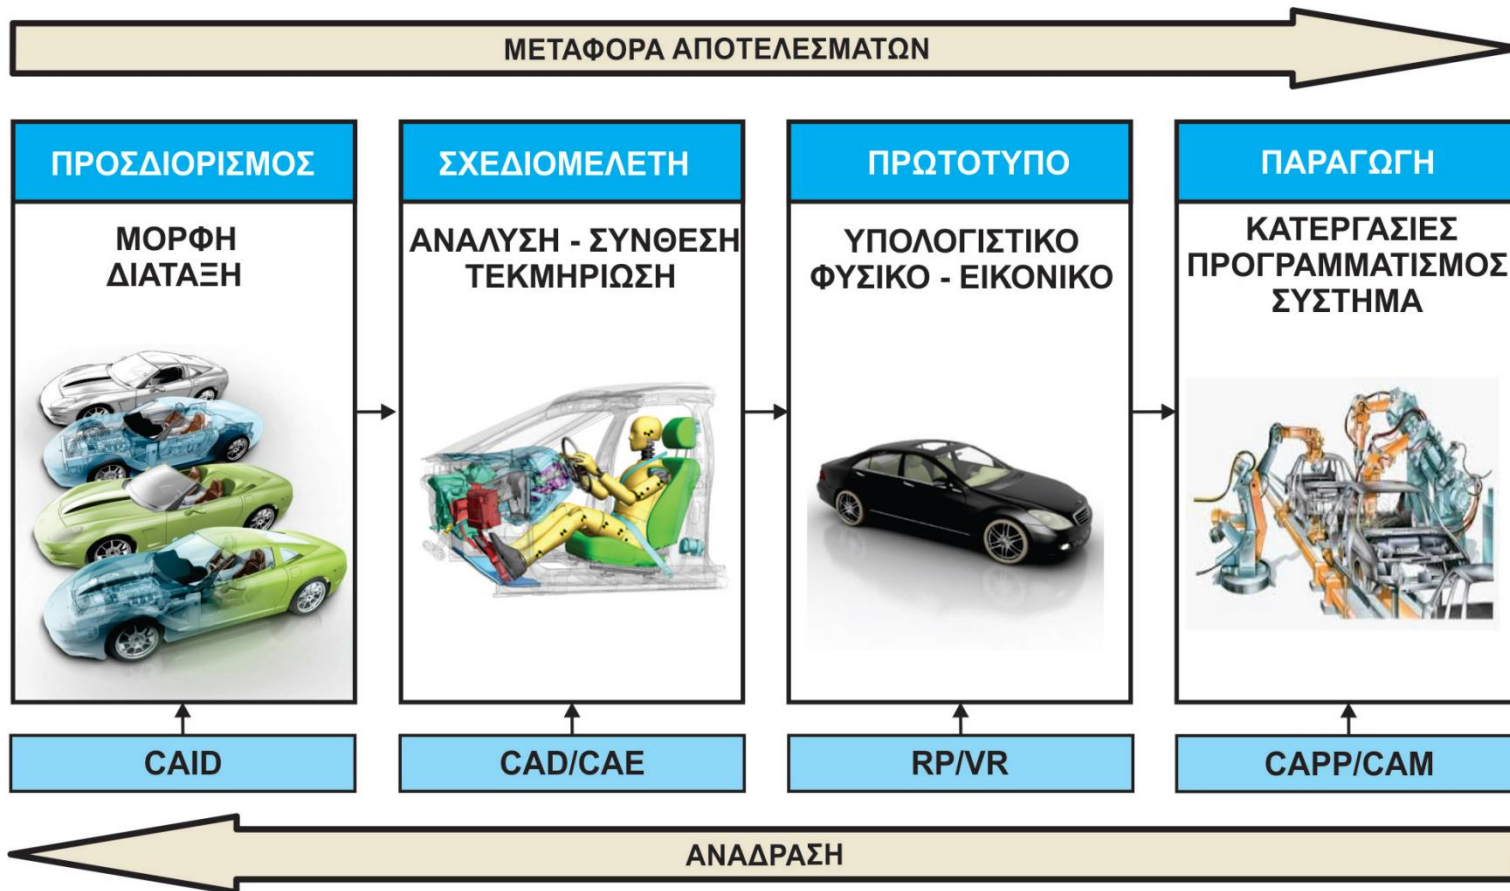 ΜΕΤΑΦΟΡΑ ΑΠΟΤΕΛΕΣΜΑΤΩΝ
ΠΡΟΣΔΙΟΡΙΣΜΟΣ
ΜΟΡΦΗ
ΔΙΑΤΑΞΗ
CAID
ΣΧΕΔΙΟΜΕΛΕΤΗ
ΑΝΑΛΥΣΗ - ΣΥΝΘΕΣΗ
ΤΕΚΜΗΡΙΩΣΗ
CAD/CAE
ΠΡΩΤΟΤΥΠΟ
ΥΠΟΛΟΓΙΣΤΙΚΟ
ΦΥΣΙΚΟ - ΕΙΚΟΝΙΚΟ
RP/VR
ΠΑΡΑΓΩΓΗ
ΚΑΤΕΡΓΑΣΙΕΣ
ΠΡΟΓΡΑΜΜΑΤΙΣΜΟΣ
ΣΥΣΤΗΜΑ
CAPP/CAM
ΑΝΑΔΡΑΣΗ